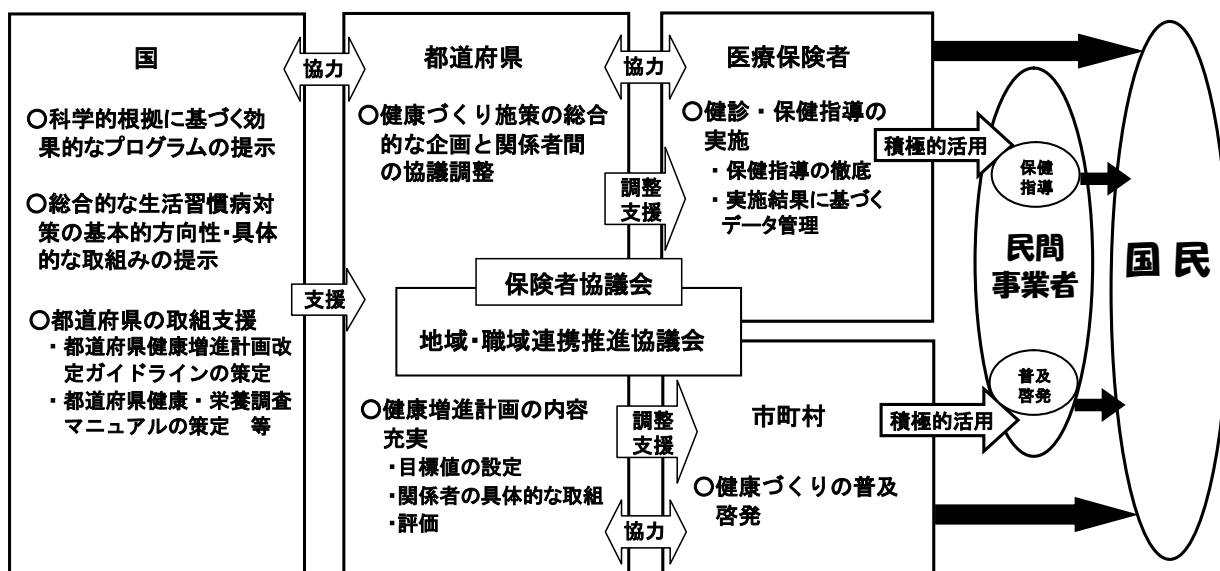 国
○科学的根拠に基づく効
果的なプログラムの提示
○総合的な生活習慣病対
策の基本的方向性・具体
的な取組みの提示
○都道府県の取組支援
・都道府県健康増進計画改
定ガイドラインの策定
・都道府県健康・栄養調査
マニュアルの策定　等
協力
支援
都道府県
○健康づくり施策の総合
的な企画と関係者間
の協議調整
保険者協議会
地域・職域連携推進協議会
○健康増進計画の内容
充実
・目標値の設定
・関係者の具体的な取組
・評価
協力
調整
支援
調整
支援
協力
医療保険者
○健診・保健指導の
実施
・保健指導の徹底
・実施結果に基づく
データ管理
市町村
○健康づくりの普及
啓発
積極的活用
積極的活用
保健
指導
民間
事業者
普及
啓発
国民